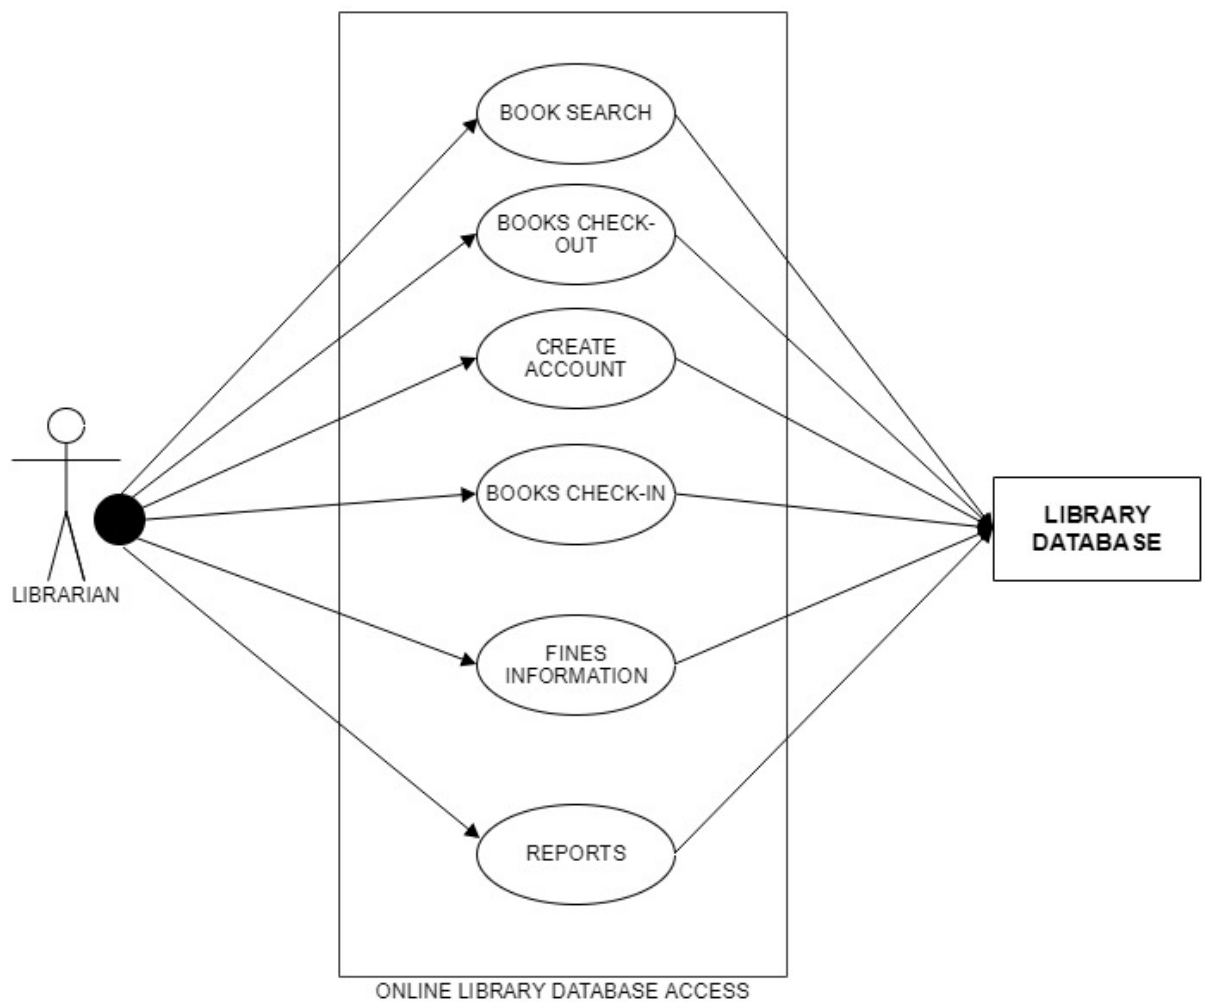 BOOK SEARCH
BOOKS CHECK-
OUT
CREATE
ACCOUNT
BOOKS CHECK-IN
LIBRARIAN
LIBRARY
DATABASE
FINES
INFORMATION
REPORTS
ONLINE LIBRARY DATABASE ACCESS